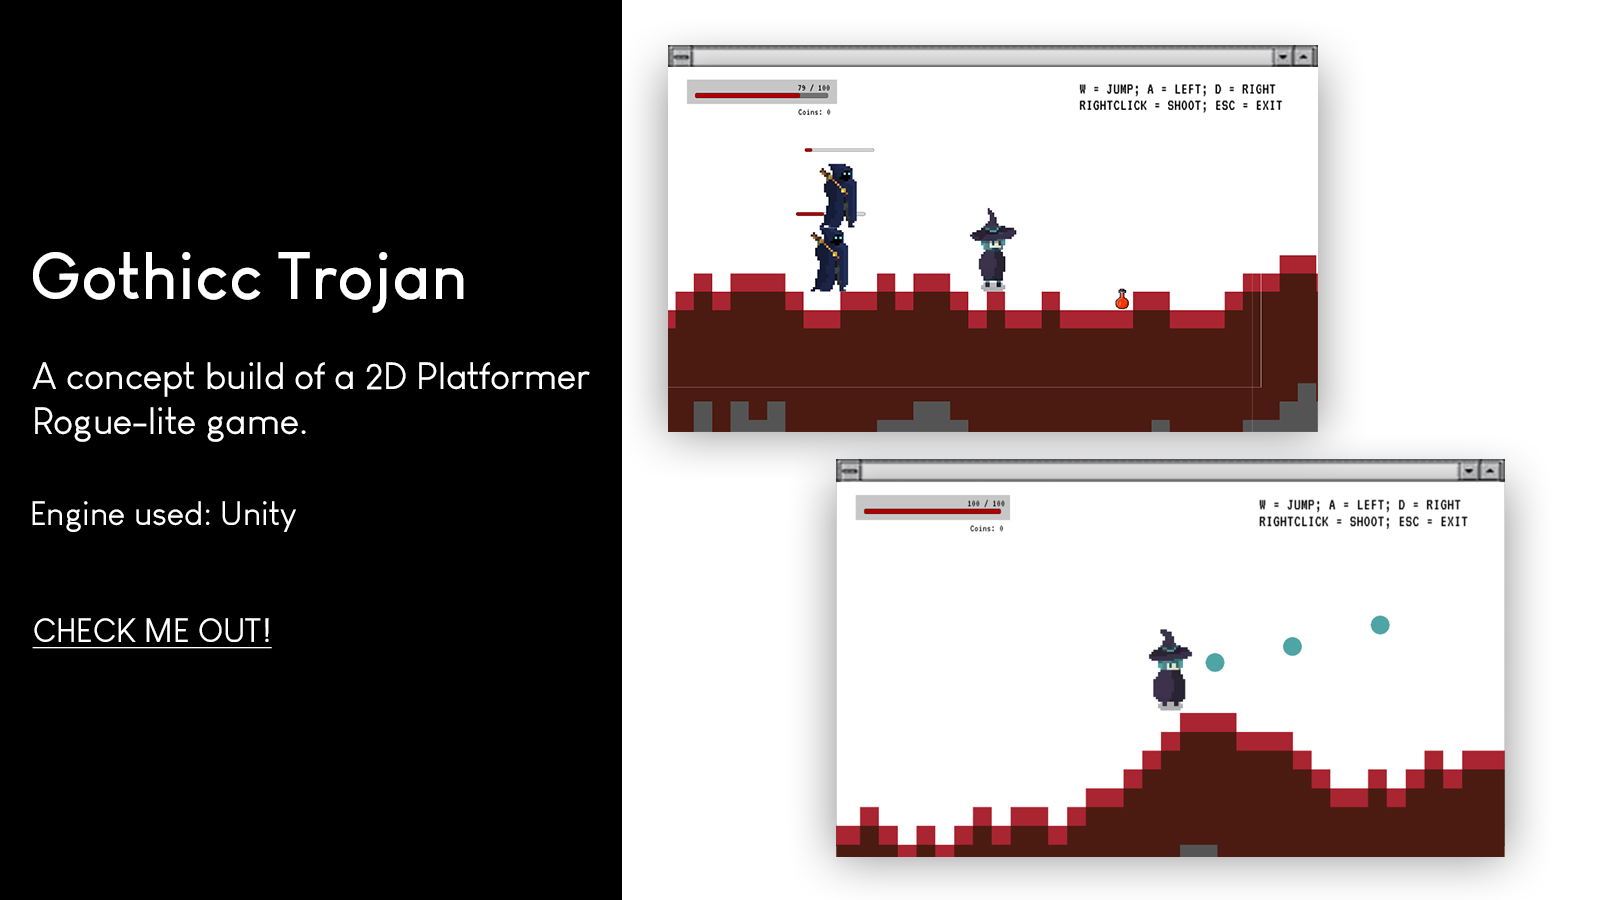 Gothicc Trojan
A concept build of a 2D Platformer
Rogue-lite game.
Engine used: Unity
CHECK ME OUT!
79 / 100
Coins: 0
W = JUMP; A = LEFT; D = RIGHT
RIGHTCLICK = SHOOT; ESC = EXIT
100 / 100
Coins: 0
W = JUMP; A = LEFT; D = RIGHT
RIGHTCLICK = SHOOT; ESC = EXIT